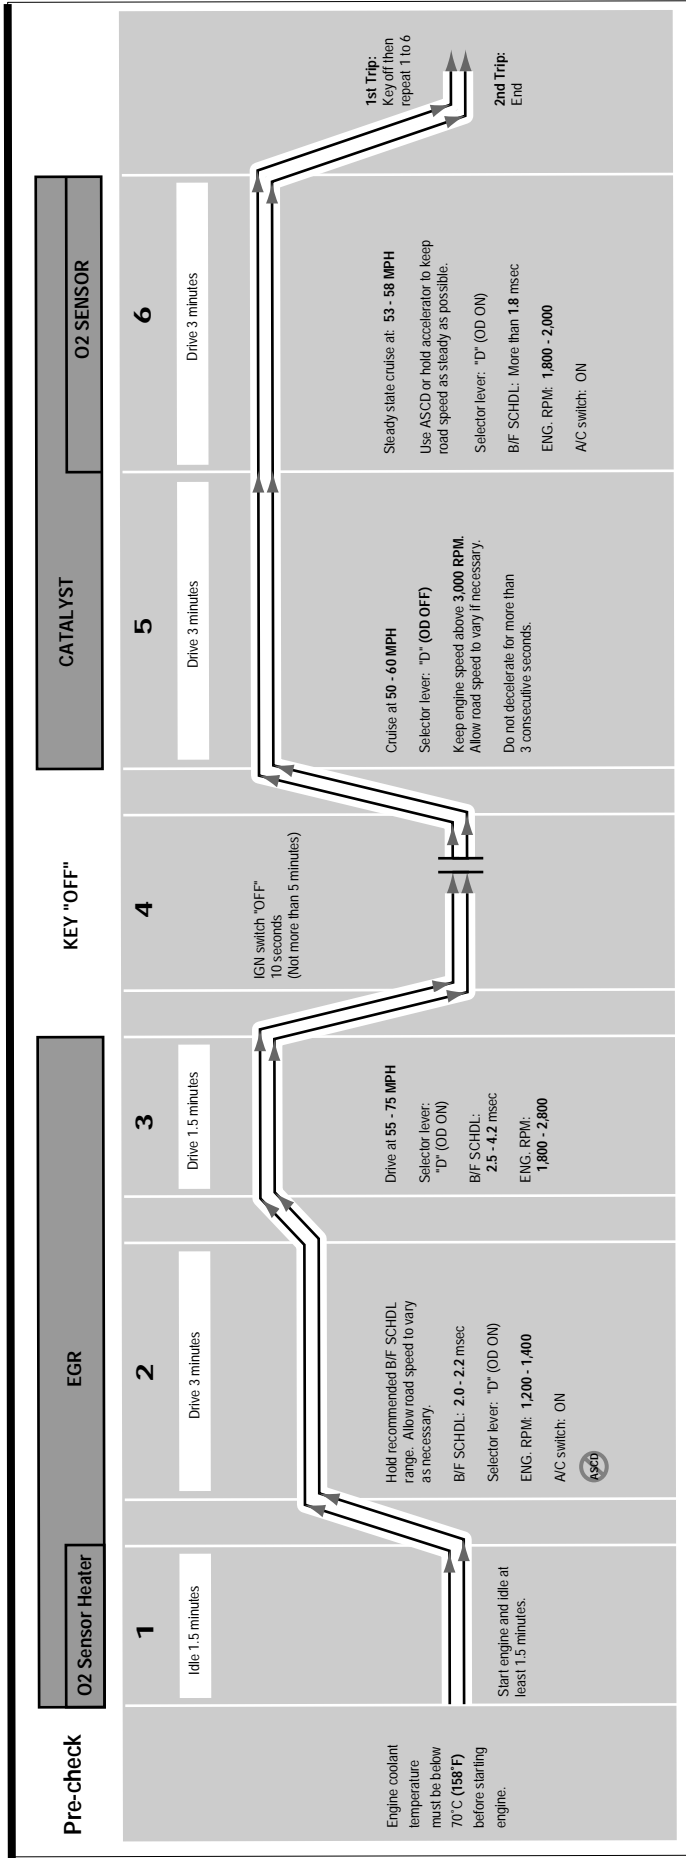 Pre-check
O2 Sensor Heater
EGR
KEY "OFF"
CATALYST
O2 SENSOR
Engine coolant
temperature
must be below
70˚C (158˚F)
before starting
engine.
1
Idle 1.5 minutes
Start engine and idle at
least 1.5 minutes.
2
Drive 3 minutes
Hold recommended B/F SCHDL
range. Allow road speed to vary
as necessary.
B/F SCHDL: 2.0 - 2.2 msec
Selector lever: "D" (OD ON)
ENG. RPM: 1,200 - 1,400
A/C switch: ON
ASCD
3
Drive 1.5 minutes
Drive at 55 - 75 MPH
Selector lever:
"D" (OD ON)
B/F SCHDL:
2.5 - 4.2 msec
ENG. RPM:
1,800 - 2,800
4
IGN switch "OFF"
10 seconds
(Not more than 5 minutes)
5
Drive 3 minutes
Cruise at 50 - 60 MPH
Selector lever: "D" (OD OFF)
Keep engine speed above 3,000 RPM.
Allow road speed to vary if necessary.
Do not decelerate for more than
3 consecutive seconds.
6
Drive 3 minutes
Steady state cruise at: 53 - 58 MPH
Use ASCD or hold accelerator to keep
road speed as steady as possible.
Selector lever: "D" (OD ON)
B/F SCHDL: More than 1.8 msec
ENG. RPM: 1,800 - 2,000
A/C switch: ON
1st Trip:
Key off then
repeat 1 to 6
2nd Trip:
End